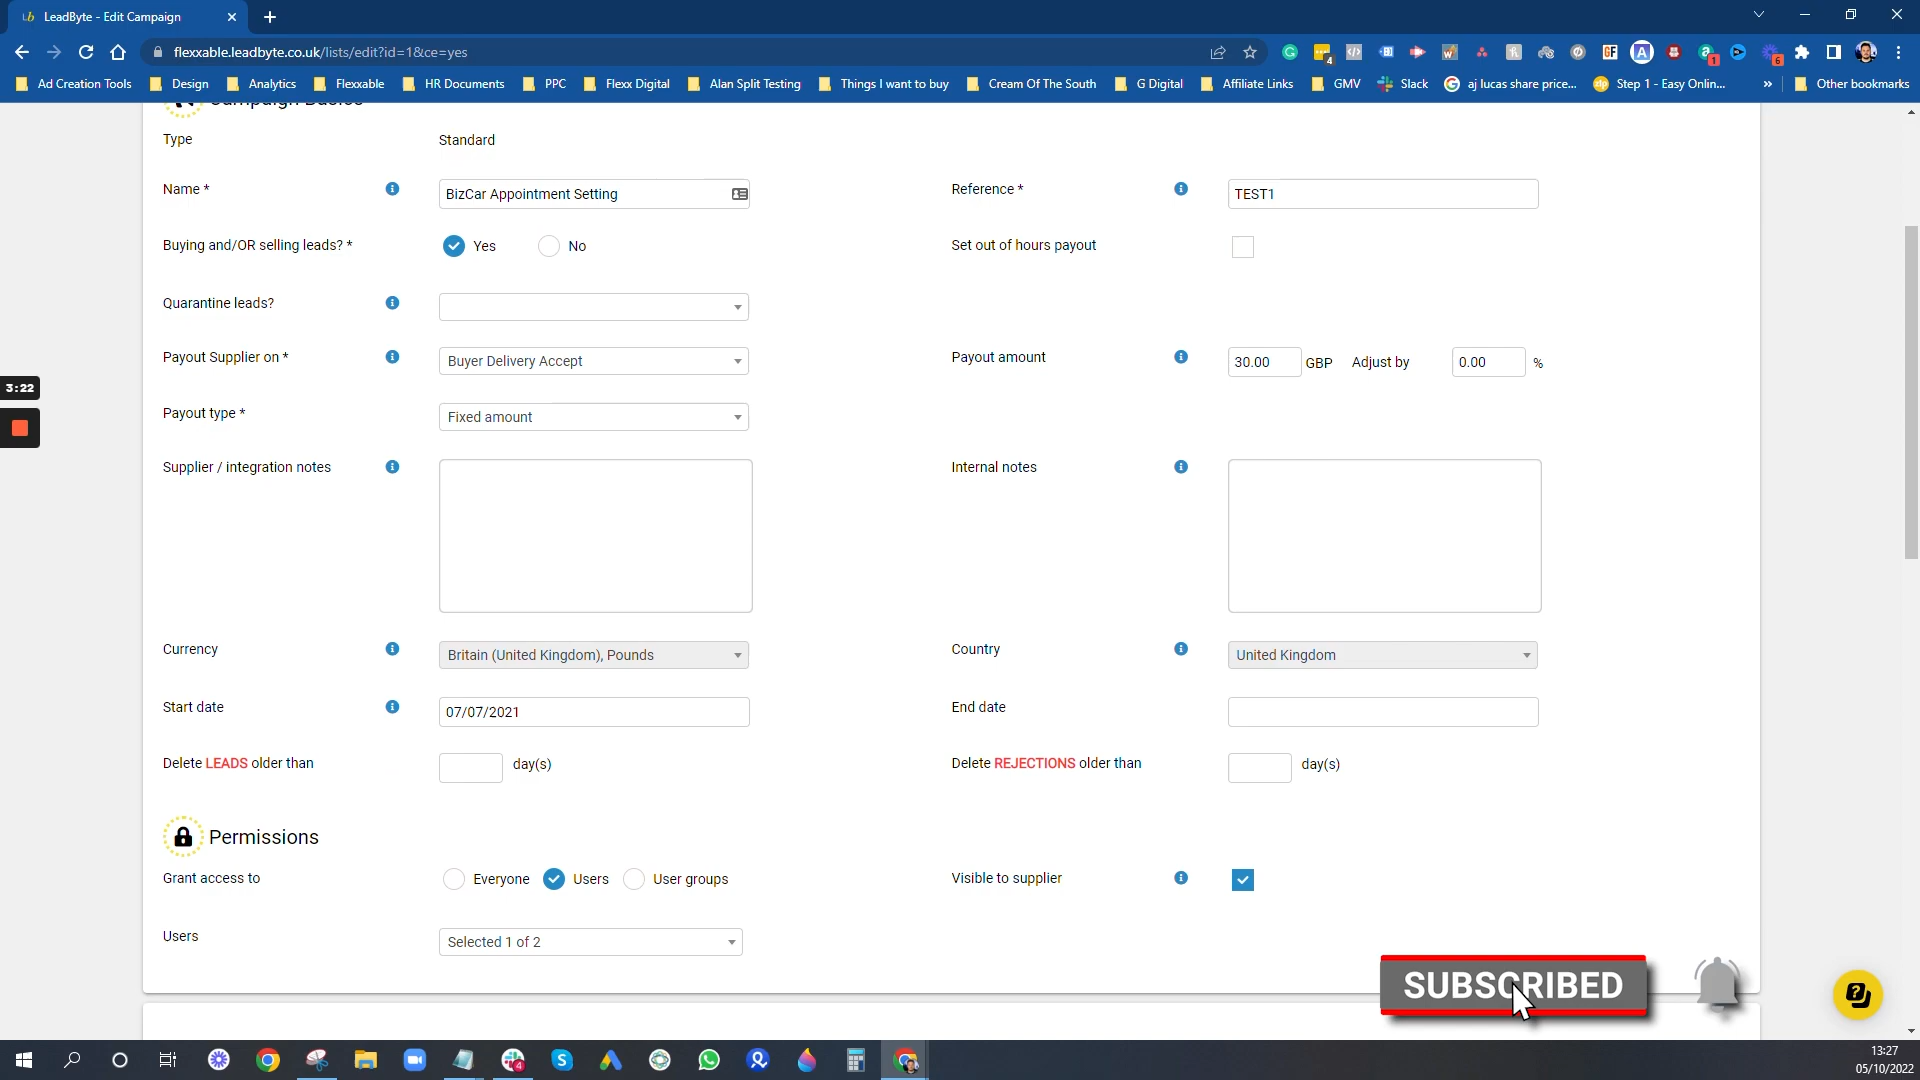 LeadByte - Edit Campaign
flexxable.leadbyte.co.uk/lists/edit?id=1&ce=yes
Ad Creation Tools Design Analytics Flexxable HR Documents PPC Flexx Digital Alan Split Testing Things I want to buy Cream Of The South G Digital Affiliate Links GMV Slack aj lucas share price... Step 1 - Easy Onlin... » Other bookmarks
Campaign Basics
Type Standard
Name * BizCar Appointment Setting Reference * TEST1
Buying and/OR selling leads? * Yes No Set out of hours payout
Quarantine leads?
Payout Supplier on * Buyer Delivery Accept Payout amount 30.00 GBP Adjust by 0.00 %
3:22
Payout type * Fixed amount
Supplier / integration notes Internal notes
Currency Britain (United Kingdom), Pounds Country United Kingdom
Start date 07/07/2021 End date
Delete LEADS older than day(s) Delete REJECTIONS older than day(s)
Permissions
Grant access to Everyone Users User groups Visible to supplier
Users Selected 1 of 2
SUBSCRIBED
13:27
05/10/2022